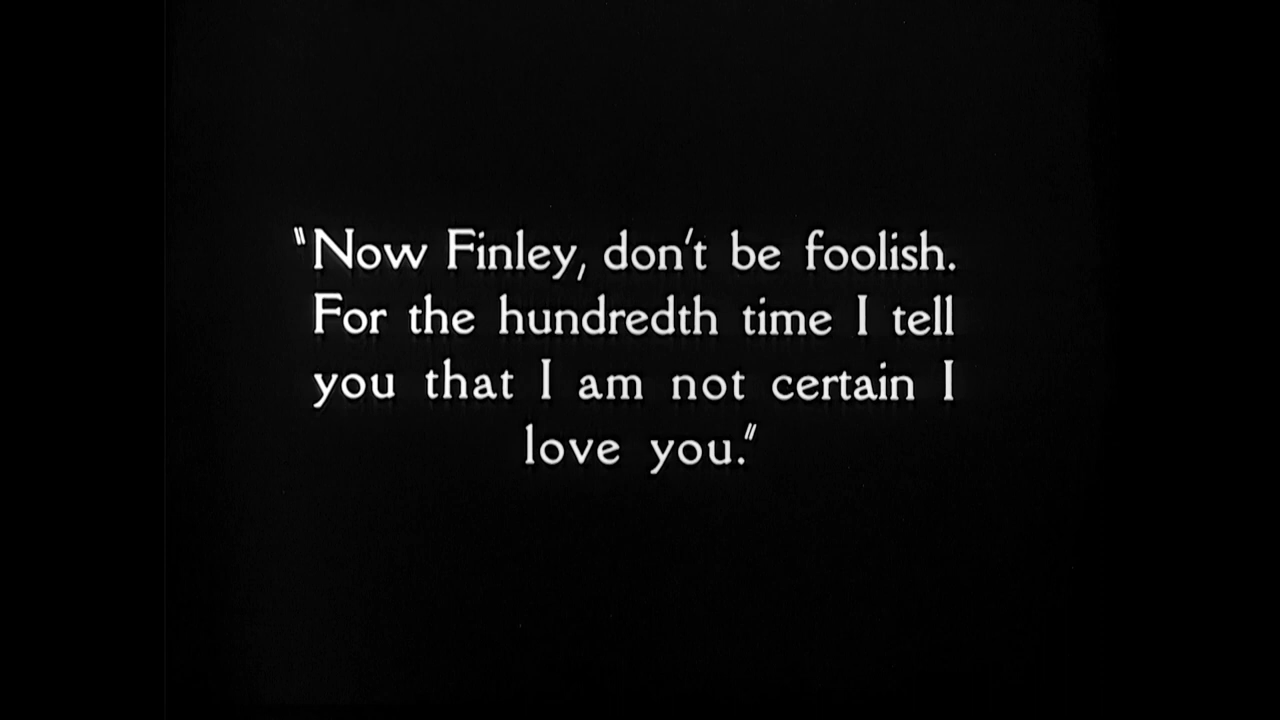 "Now Finley, don't be foolish.
For the hundredth time I tell
you that I am not certain I
love you."